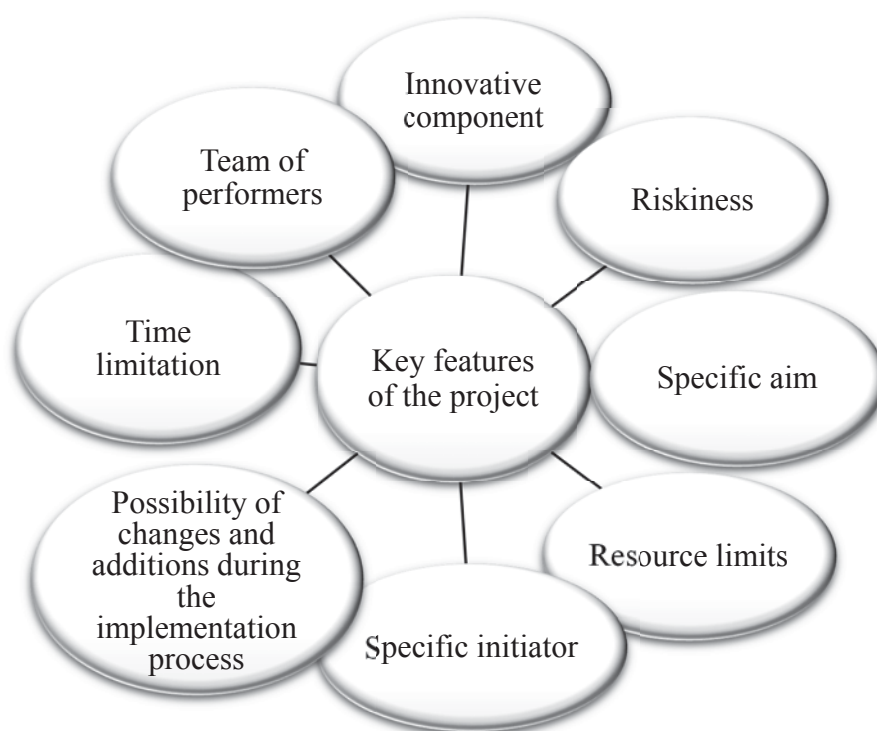 Innovative
component
Team of
performers
Riskiness
Time
limitation
Key features
of the project
Specific aim
Possibility of
changes and
additions during
the
implementation
process
Resource limits
Specific initiator